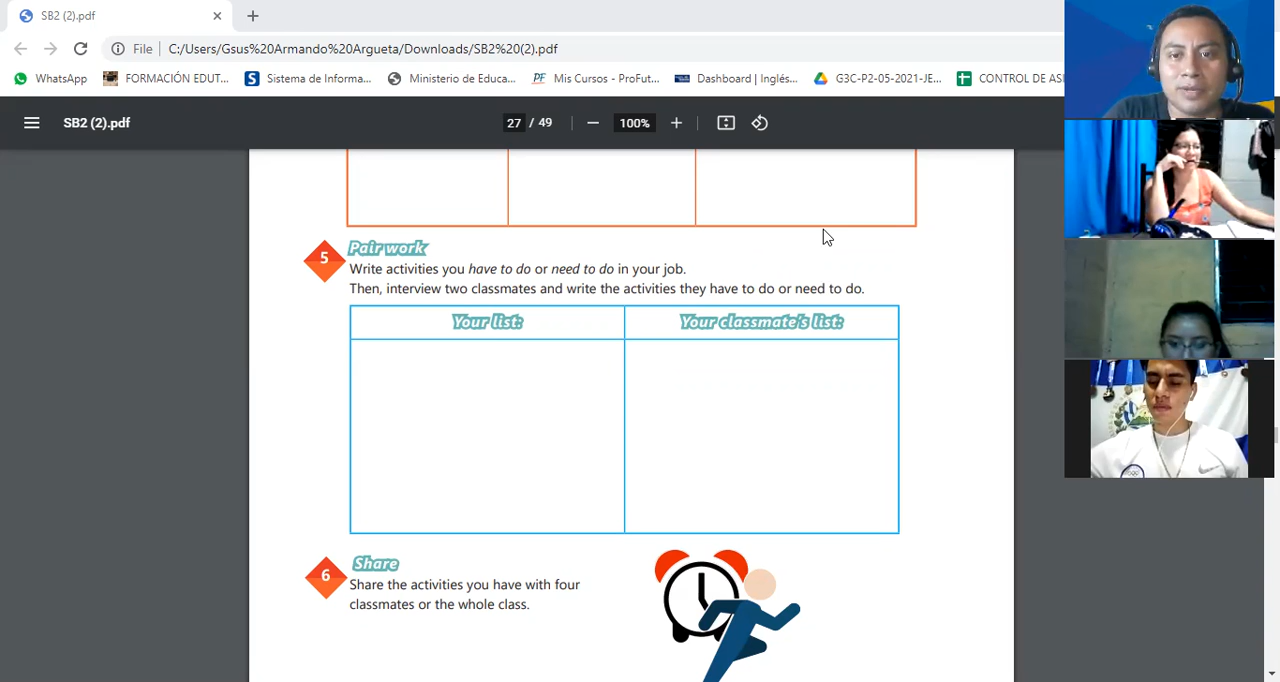 SB2 (2).pdf
File
C:/Users/Gsus%20Armando%20Argueta/Downloads/SB2%20(2).pdf
WhatsApp
FORMACIÓN EDUT...
Sistema de Informa...
Ministerio de Educa...
PF Mis Cursos - ProFut...
Dashboard | Inglés...
G3C-P2-05-2021-JE...
CONTROL DE ASI
SB2 (2).pdf
27 / 49
100%
5 Pair work
Write activities you have to do or need to do in your job.
Then, interview two classmates and write the activities they have to do or need to do.
Your list:
Your classmate's list:
6 Share
Share the activities you have with four
classmates or the whole class.